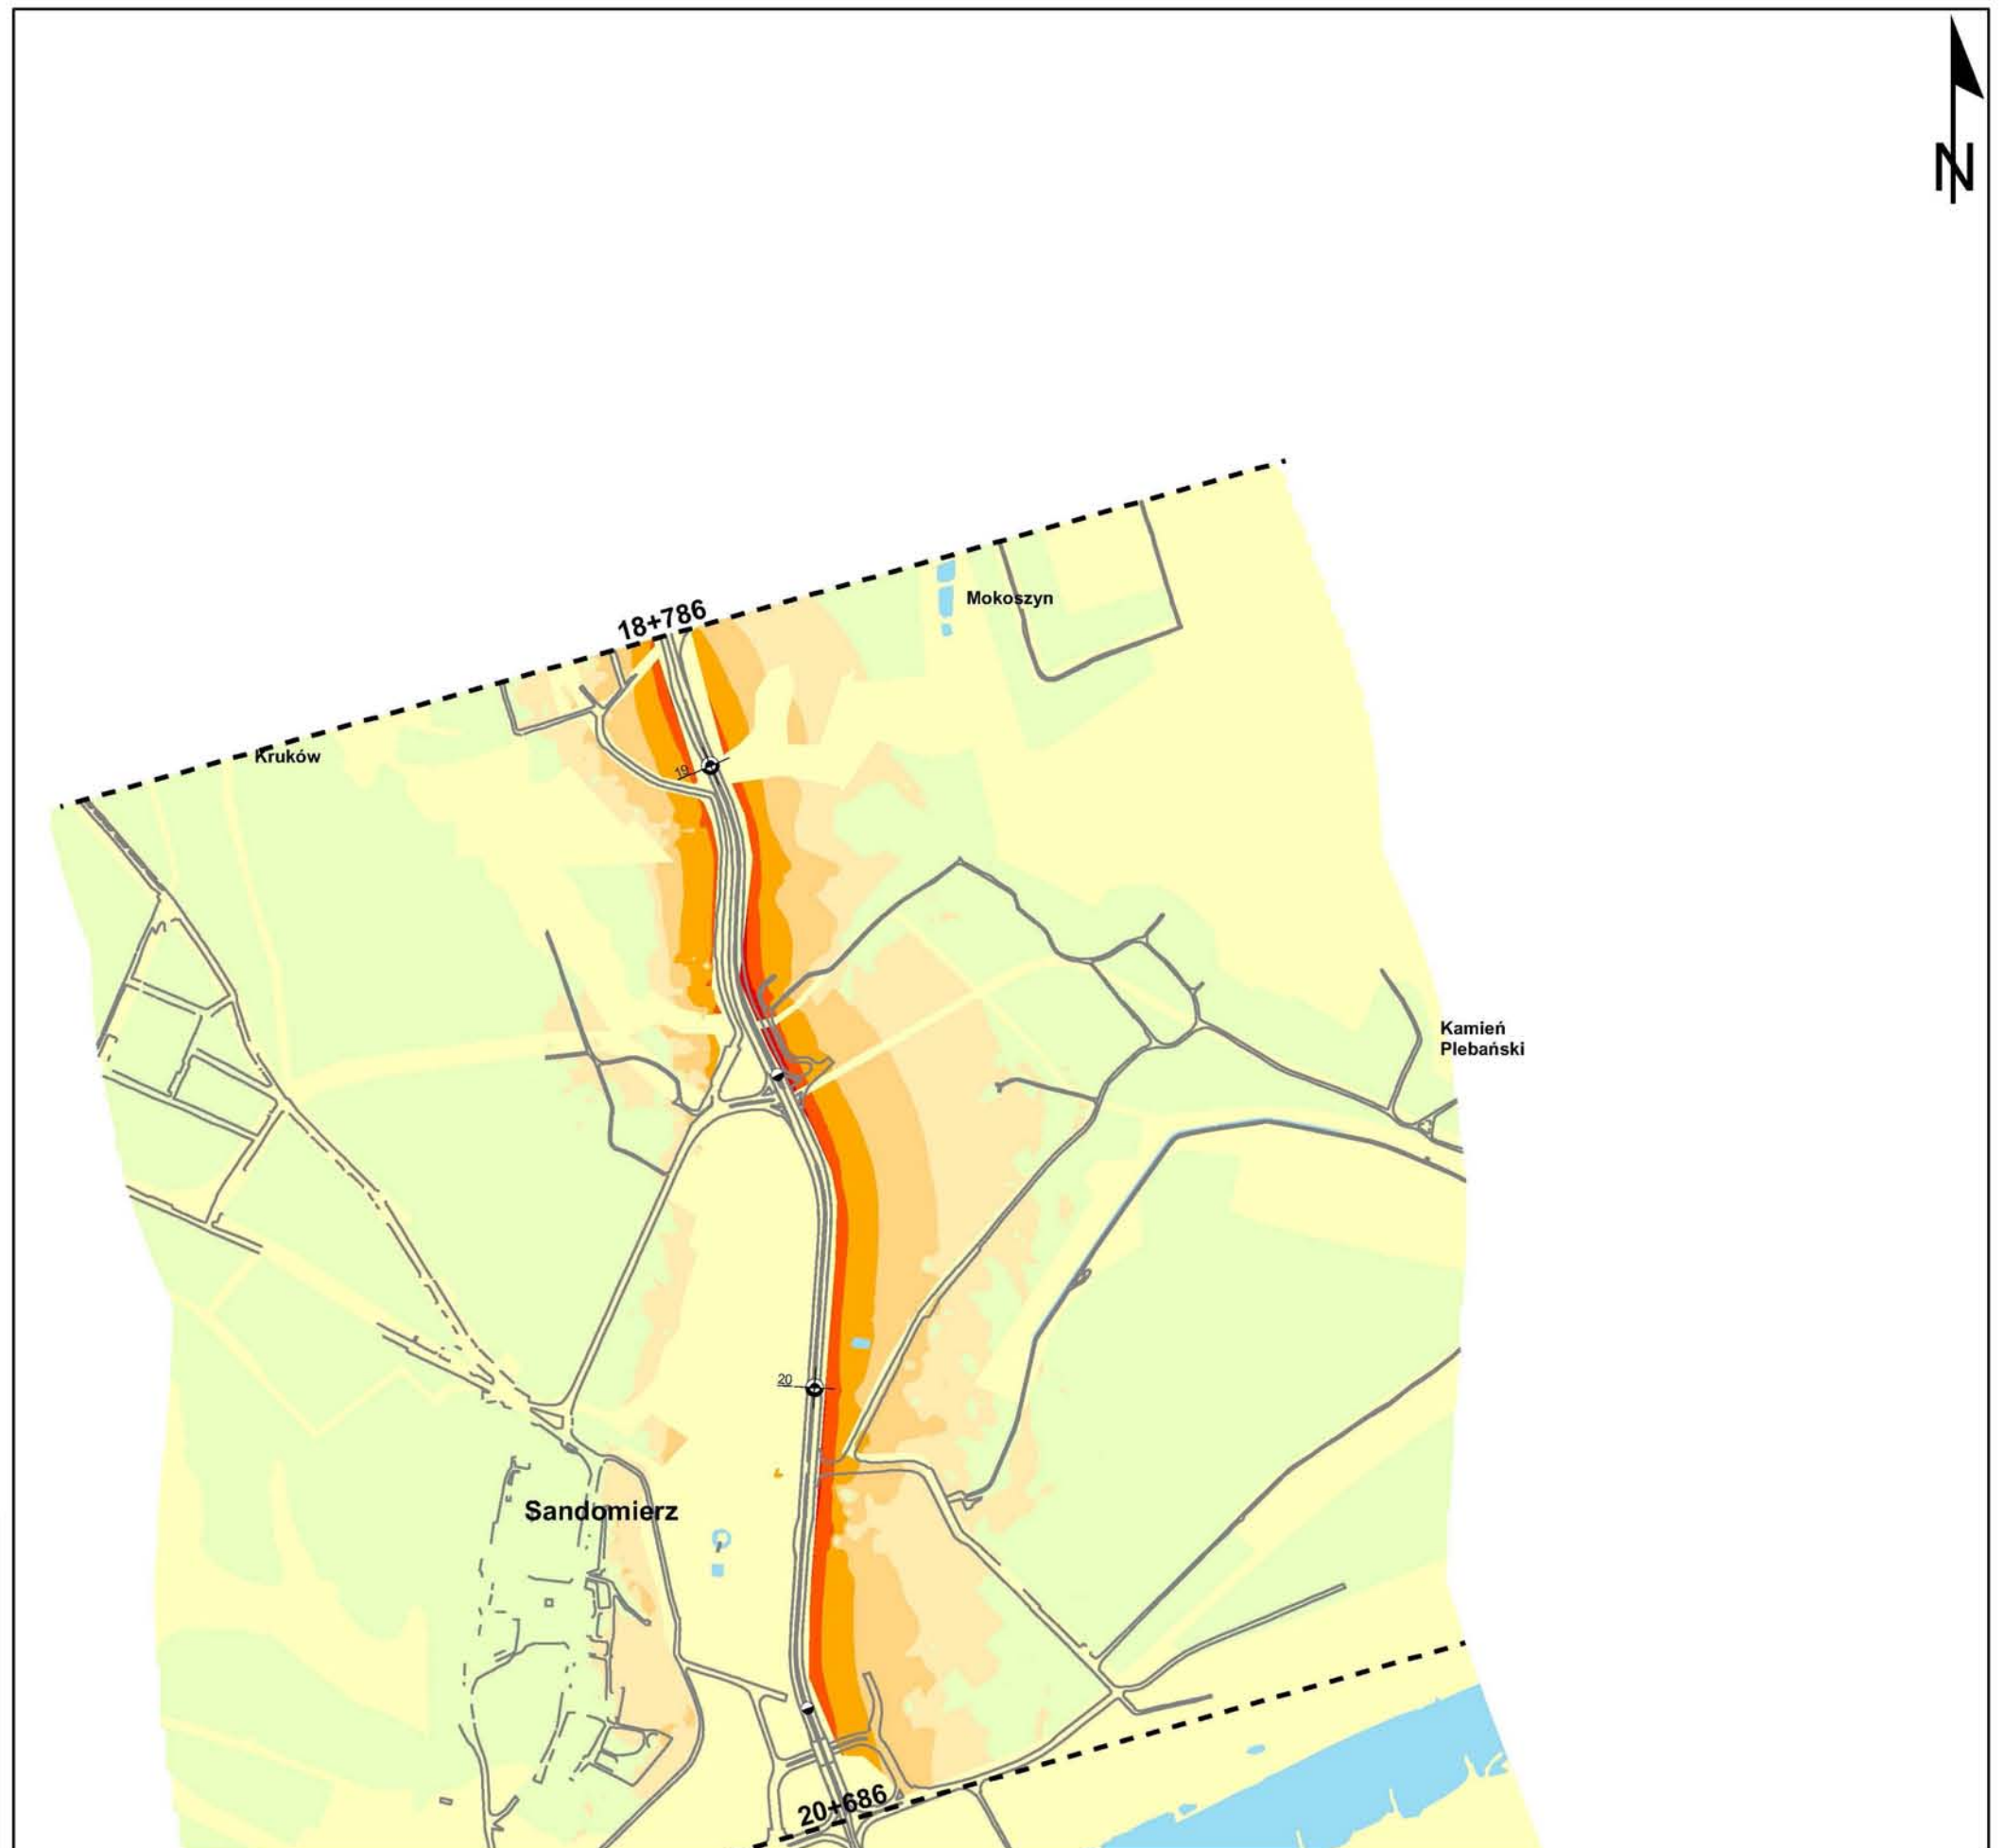 N
Mokoszyn
18+786
Kruków
19
Kamień
Plebański
20
Sandomierz
20+686